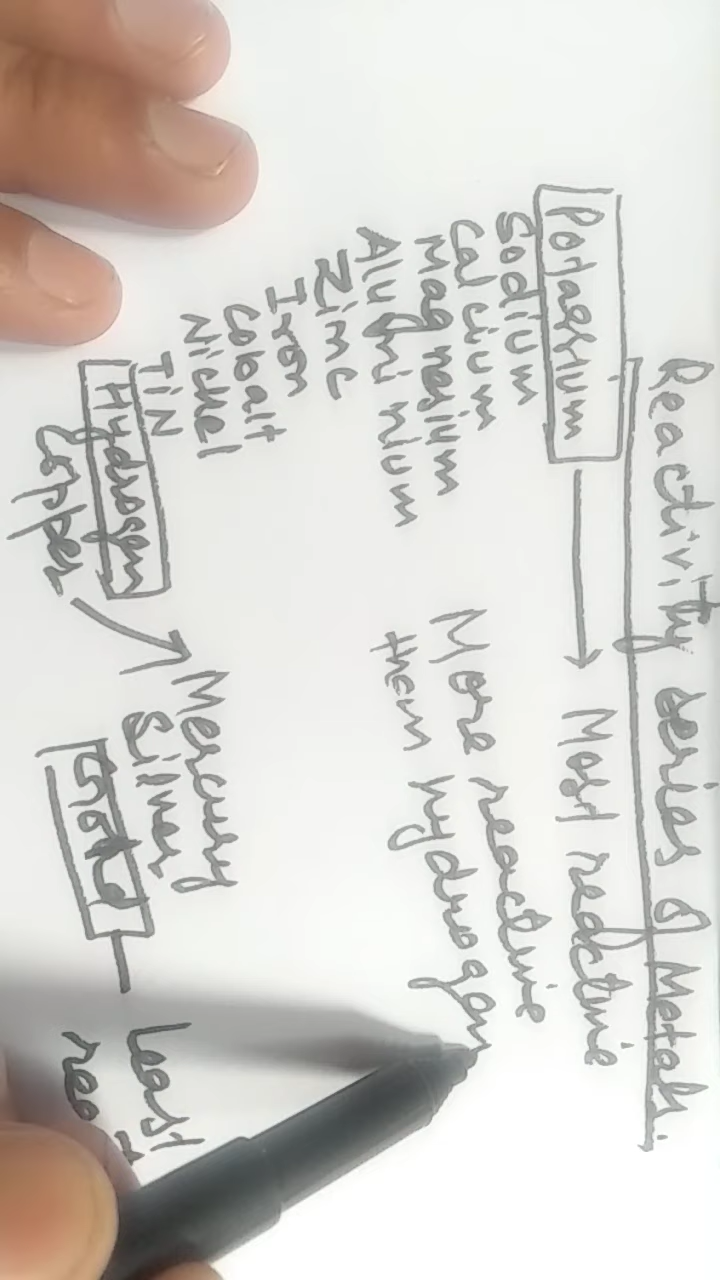 Reactivity series of Metals.
Potassium → Most reactive
Sodium
Calcium
Magnesium
Aluminium
Zinc
Iron
Cobalt
Nickel
TIN
Hydrogen
Copper
More reactive
them hydrogen
Mercury
Silver
Gold — Least